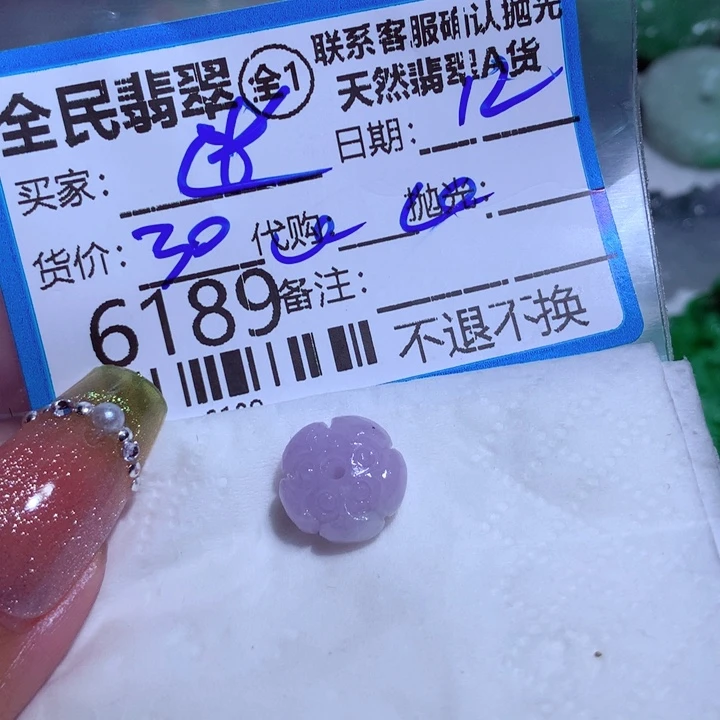 联系客服确认抛光
全民翡翠 全1 天然翡翠A货
买家: 日期: 12
货价: 30 代购: 抛光:
6189 备注:
不退不换